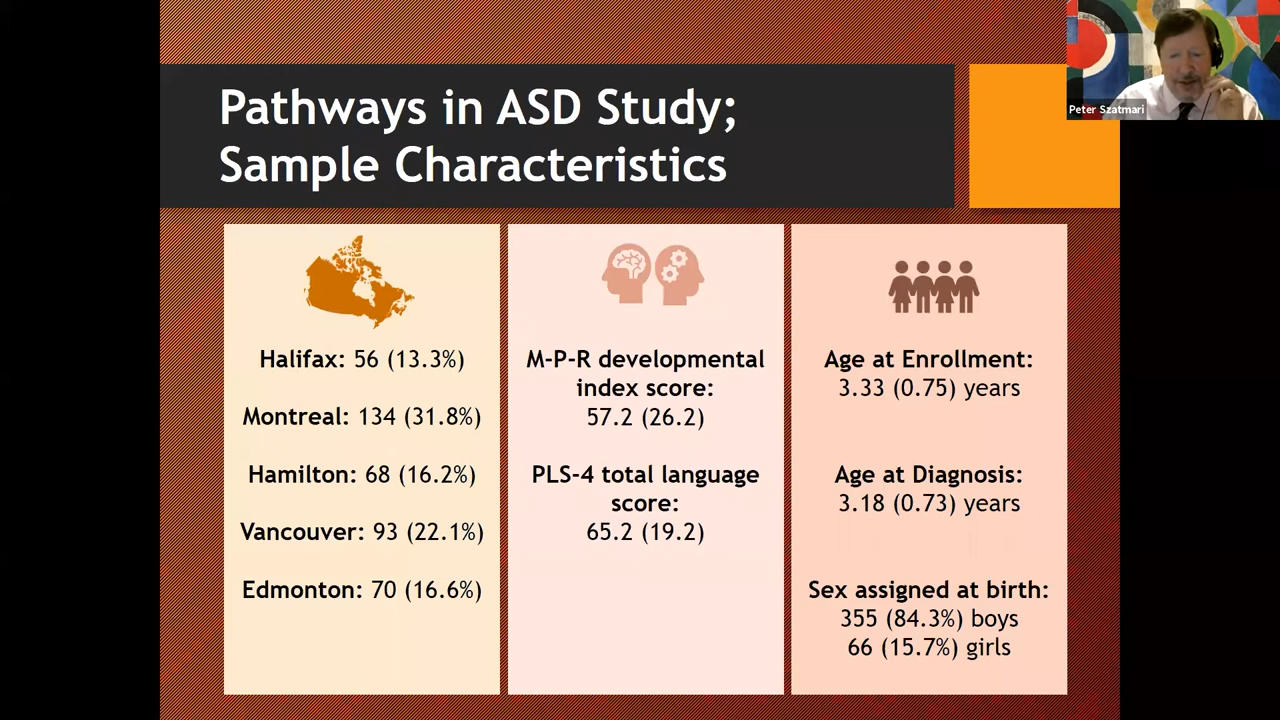 Pathways in ASD Study;
Sample Characteristics
Peter Szatmari
Halifax: 56 (13.3%)
Montreal: 134 (31.8%)
Hamilton: 68 (16.2%)
Vancouver: 93 (22.1%)
Edmonton: 70 (16.6%)
M-P-R developmental
index score:
57.2 (26.2)
PLS-4 total language
score:
65.2 (19.2)
Age at Enrollment:
3.33 (0.75) years
Age at Diagnosis:
3.18 (0.73) years
Sex assigned at birth:
355 (84.3%) boys
66 (15.7%) girls